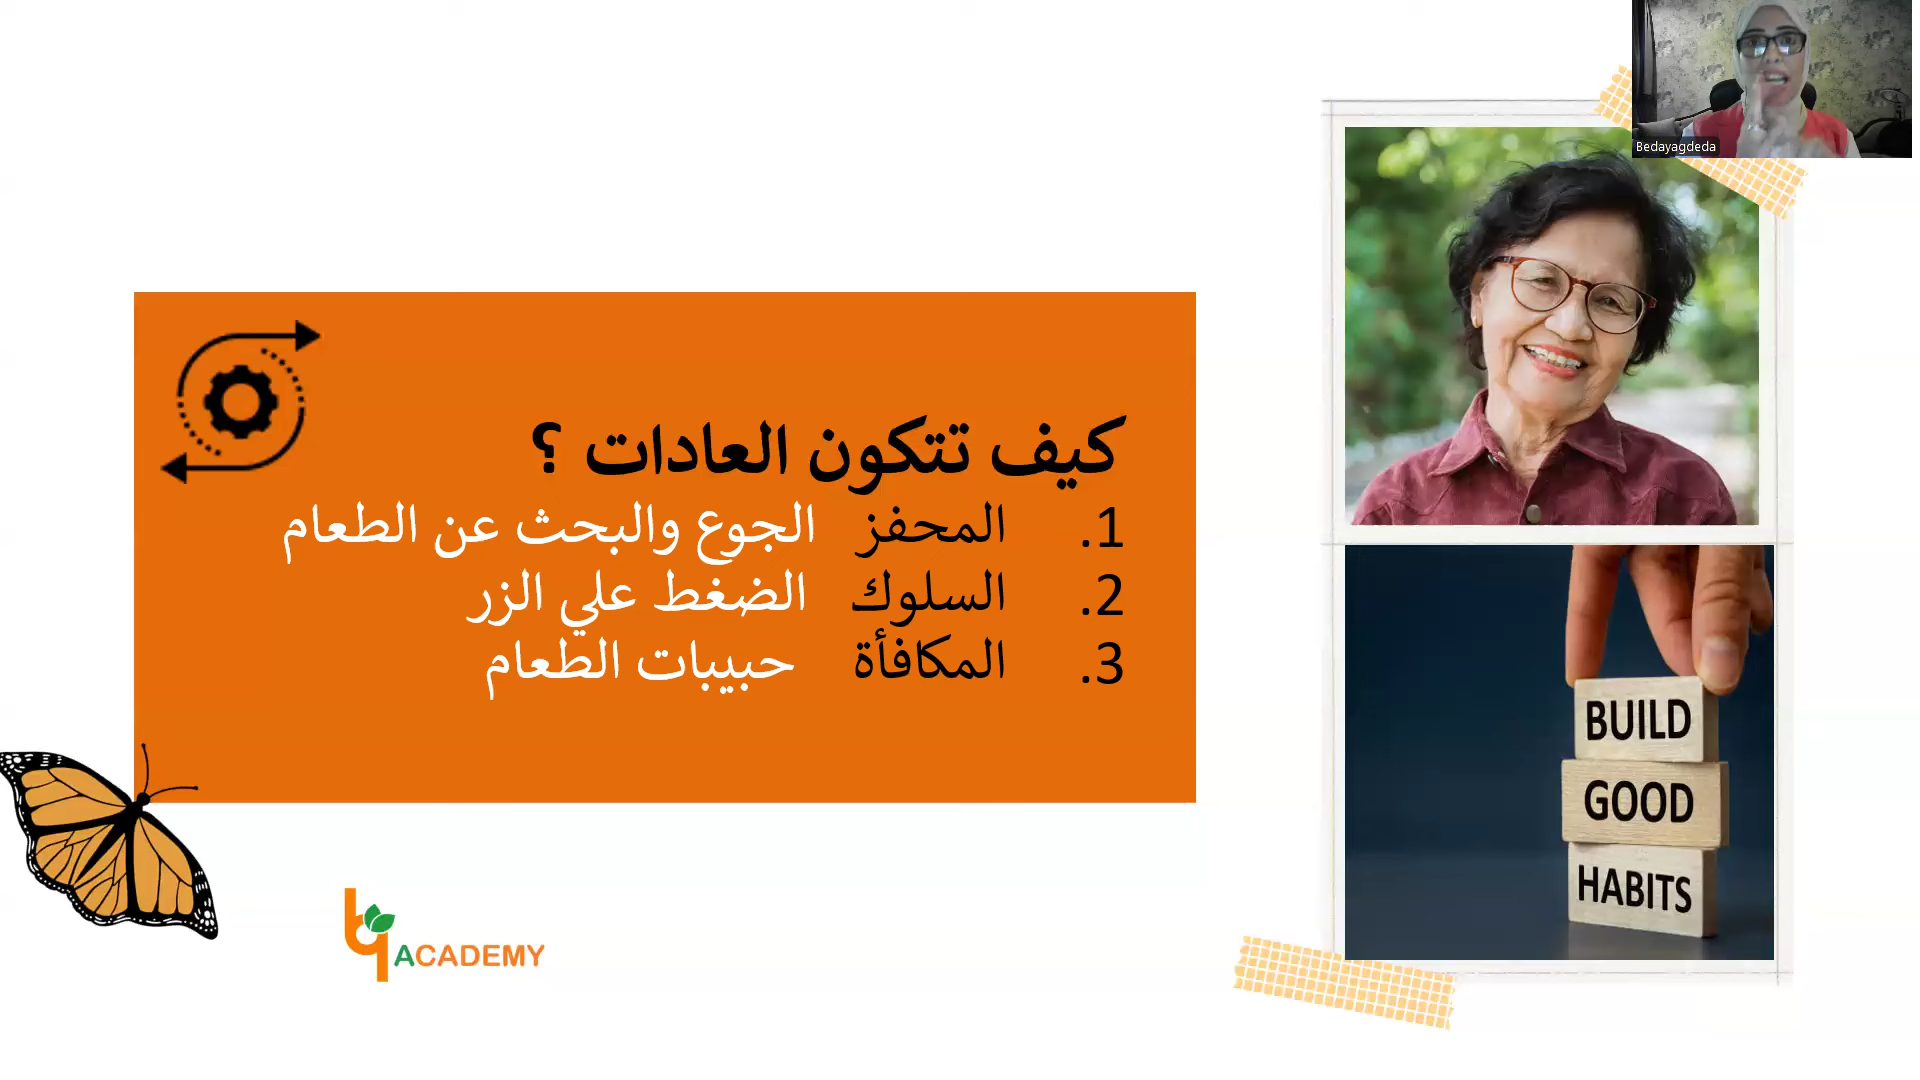 Bedayagdeda
كيف تتكون العادات ؟
1. المحفز الجوع والبحث عن الطعام
2. السلوك الضغط علي الزر
3. المكافأة حبيبات الطعام
BUILD
GOOD
HABITS
ACADEMY